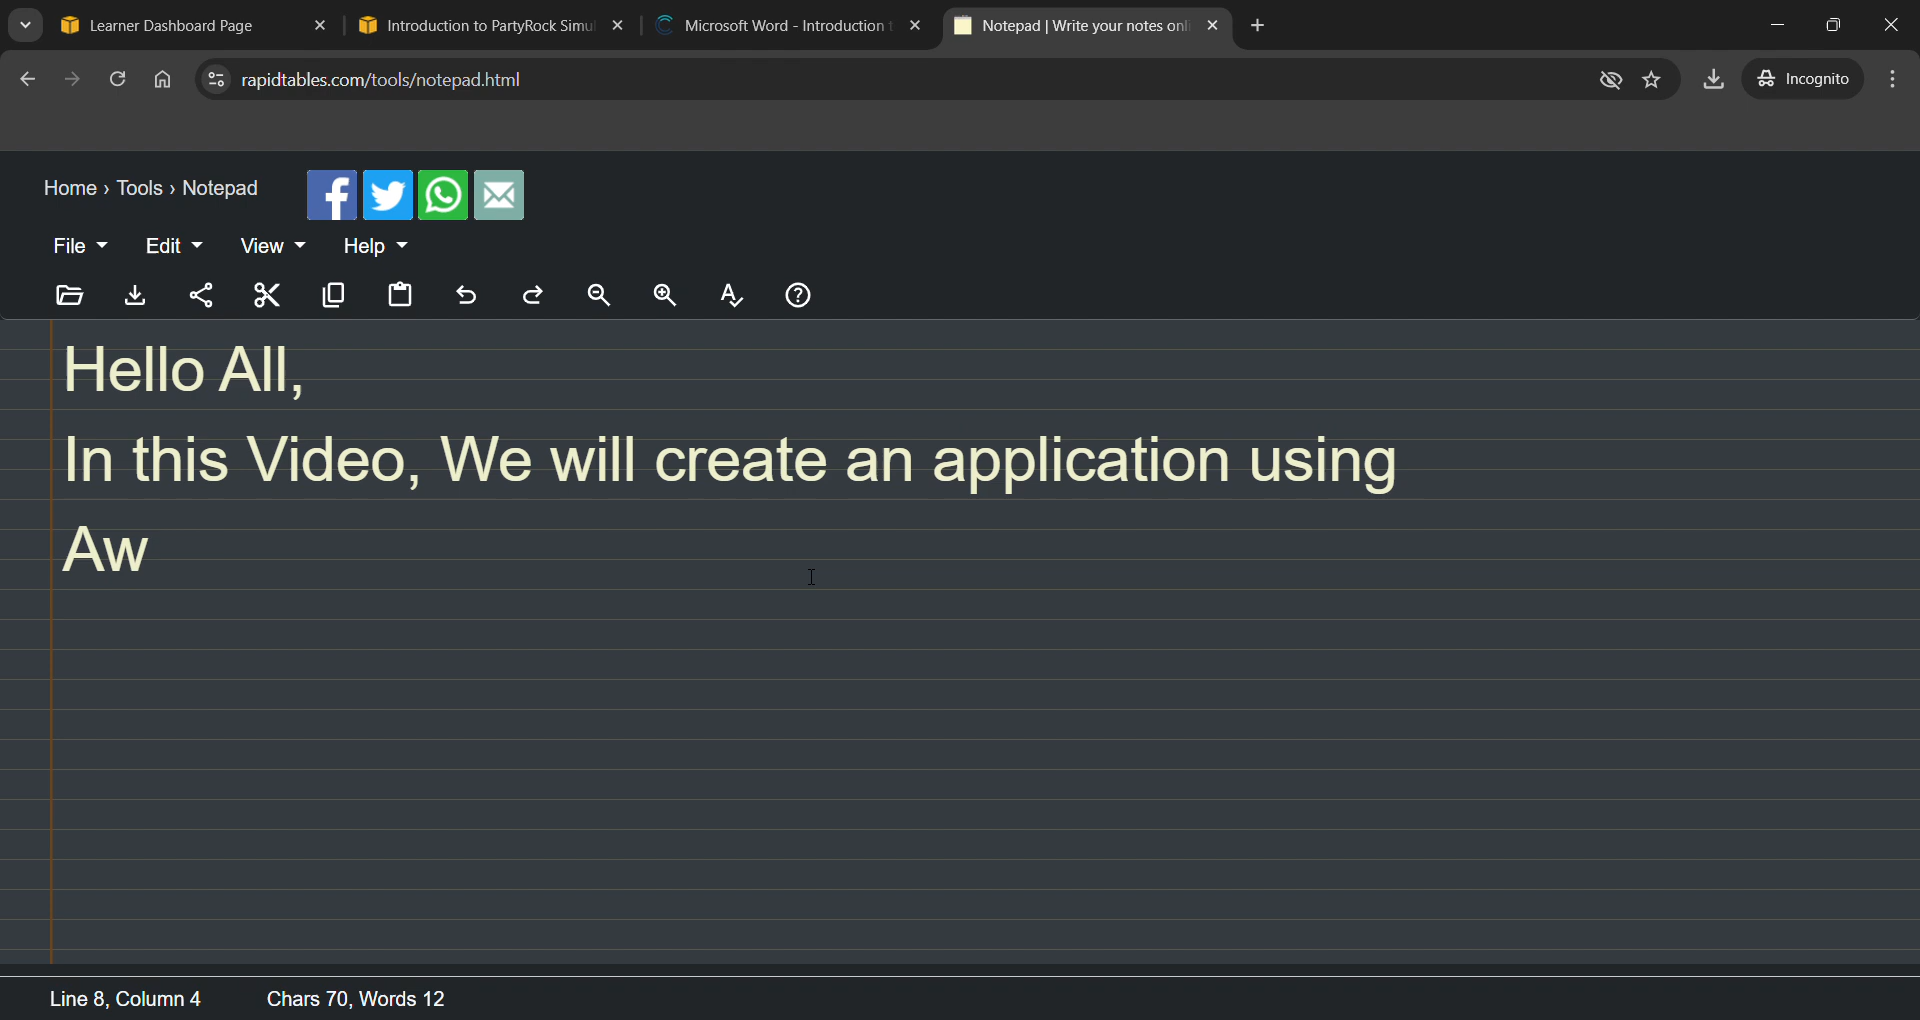 Learner Dashboard Page
Introduction to PartyRock Simul
Microsoft Word - Introduction t
Notepad | Write your notes onli
rapidtables.com/tools/notepad.html
Incognito
Home › Tools › Notepad
File Edit View Help
Hello All,
In this Video, We will create an application using
Aw
Line 8, Column 4 Chars 70, Words 12